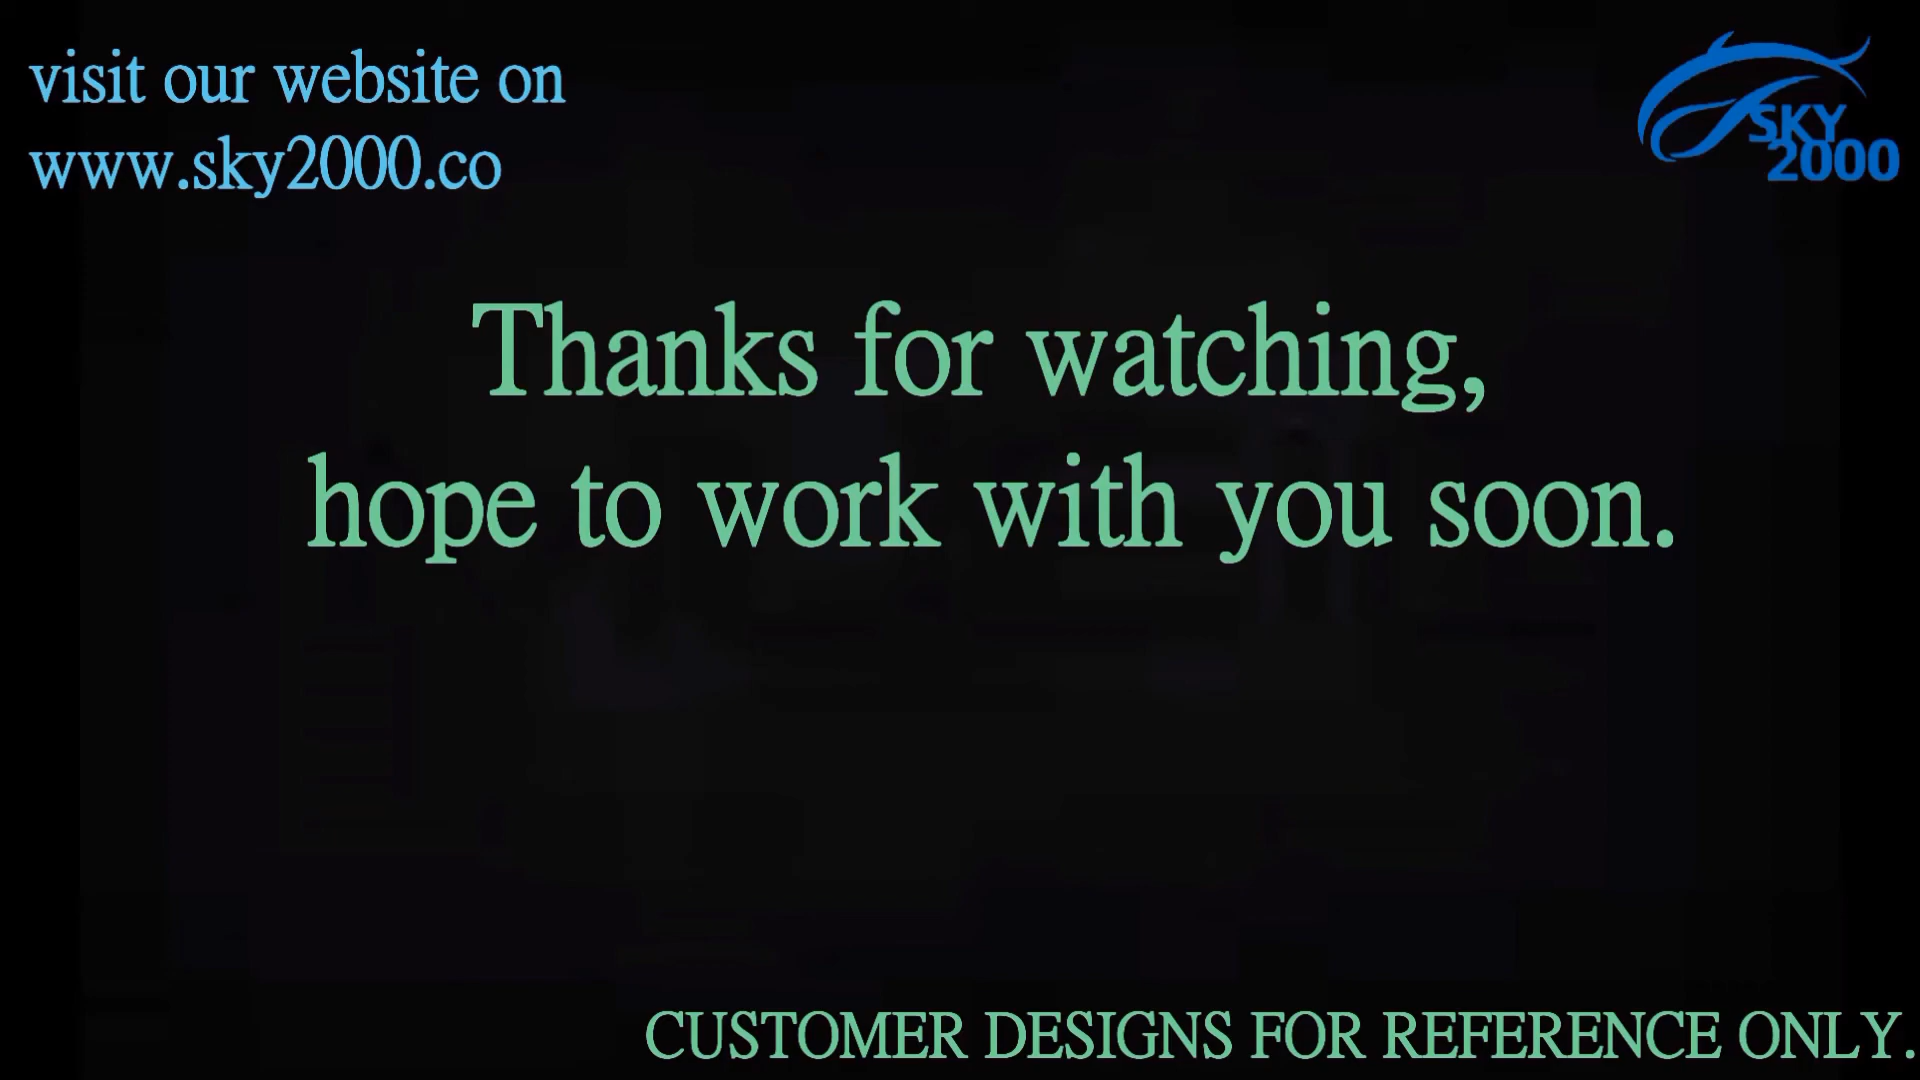 visit our website on
www.sky2000.co
SKY
2000
Thanks for watching,
hope to work with you soon.
CUSTOMER DESIGNS FOR REFERENCE ONLY.